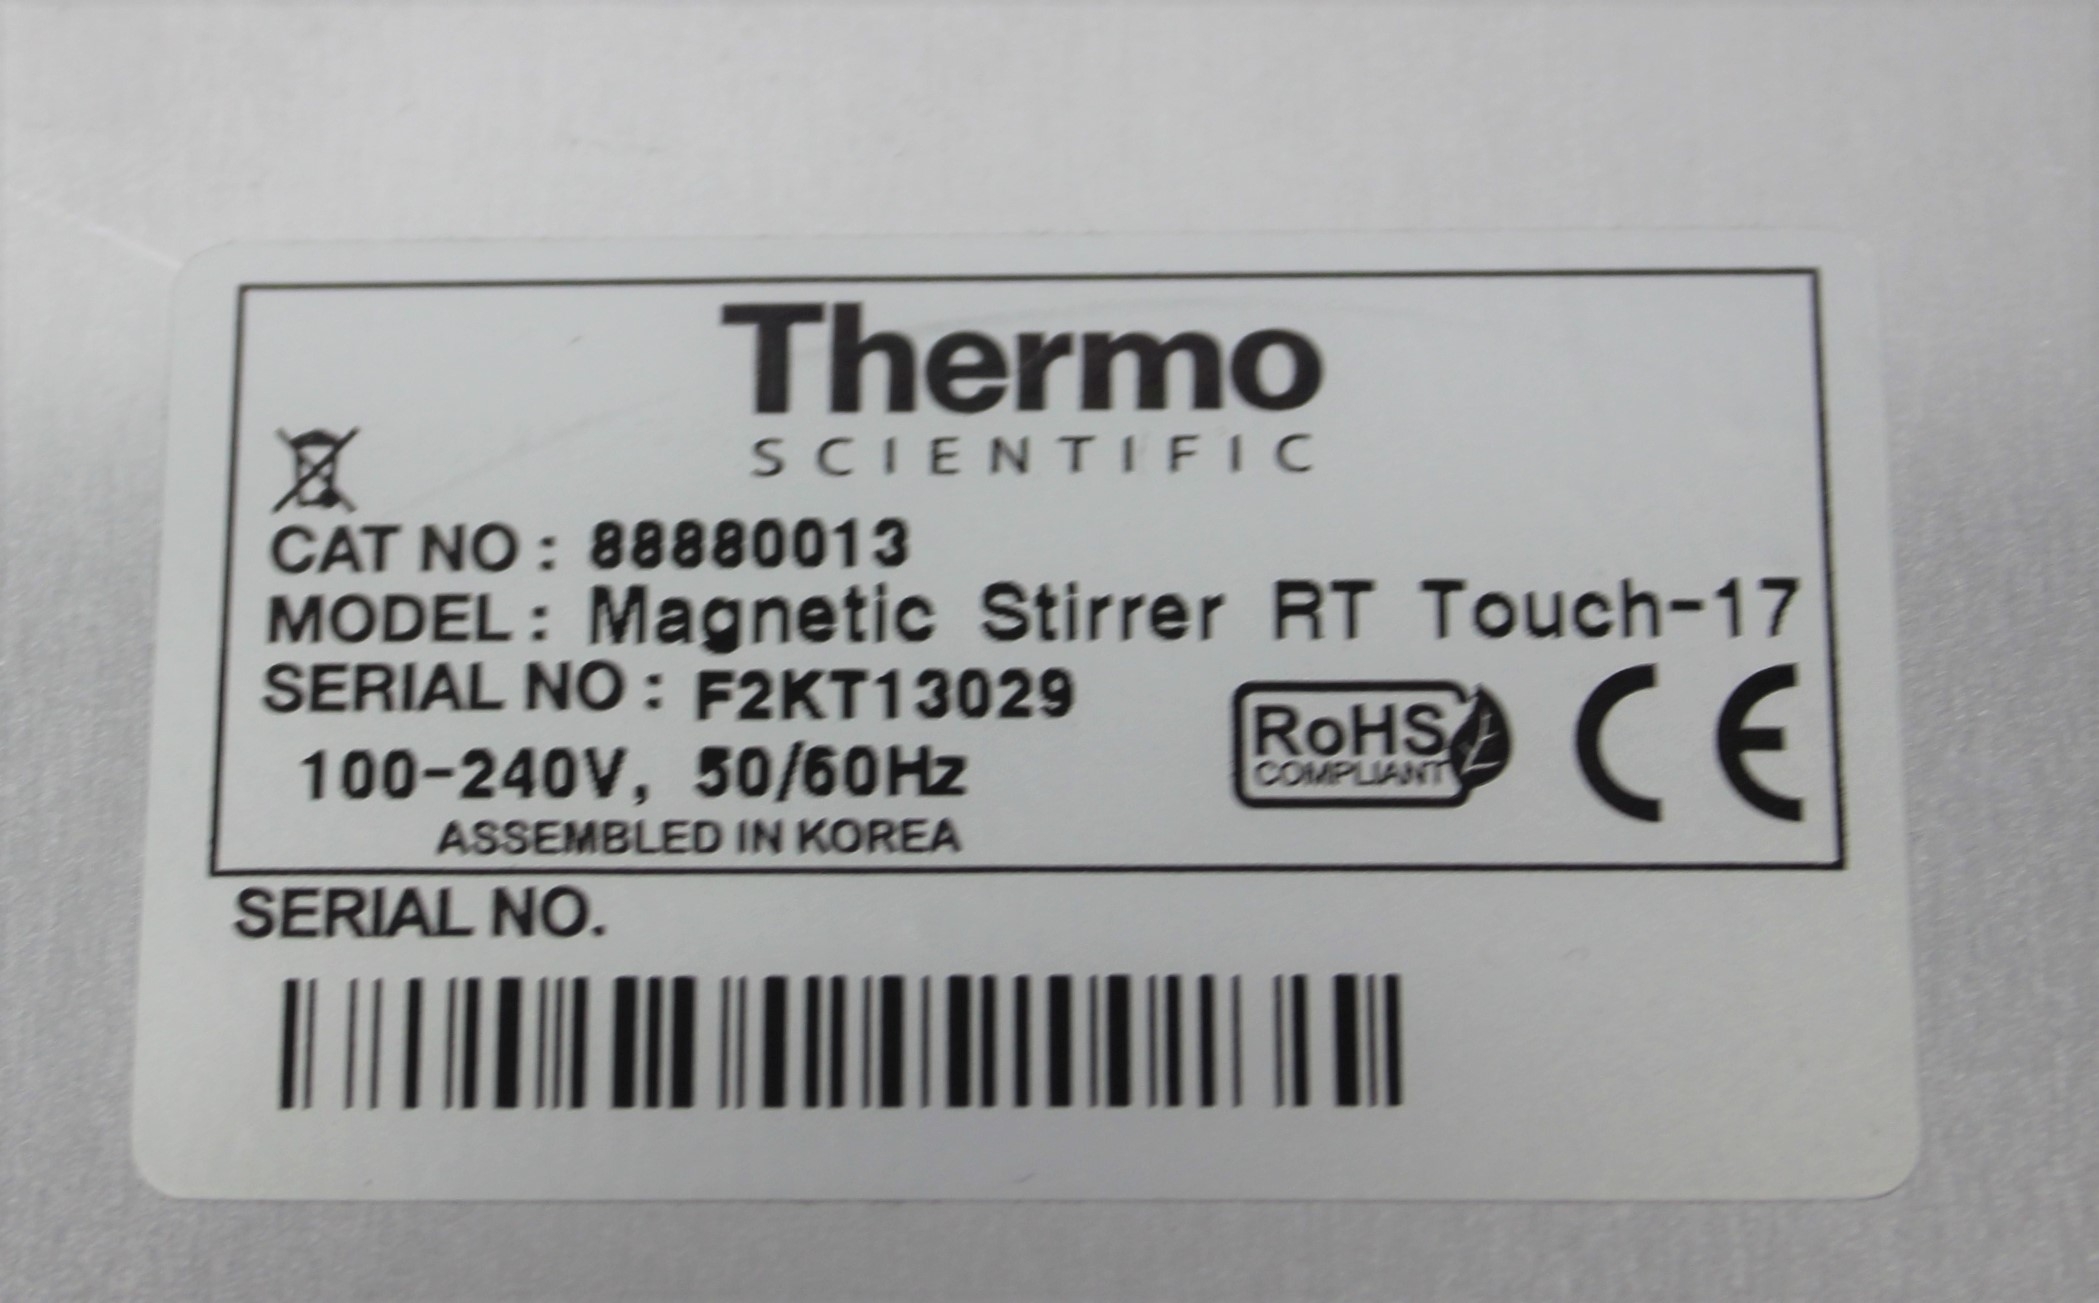 Thermo
SCIENTIFIC
CAT NO : 88880013
MODEL : Magnetic Stirrer RT Touch-17
SERIAL NO : F2KT13029
RoHS
COMPLIANT
CE
100-240V, 50/60Hz
ASSEMBLED IN KOREA
SERIAL NO.